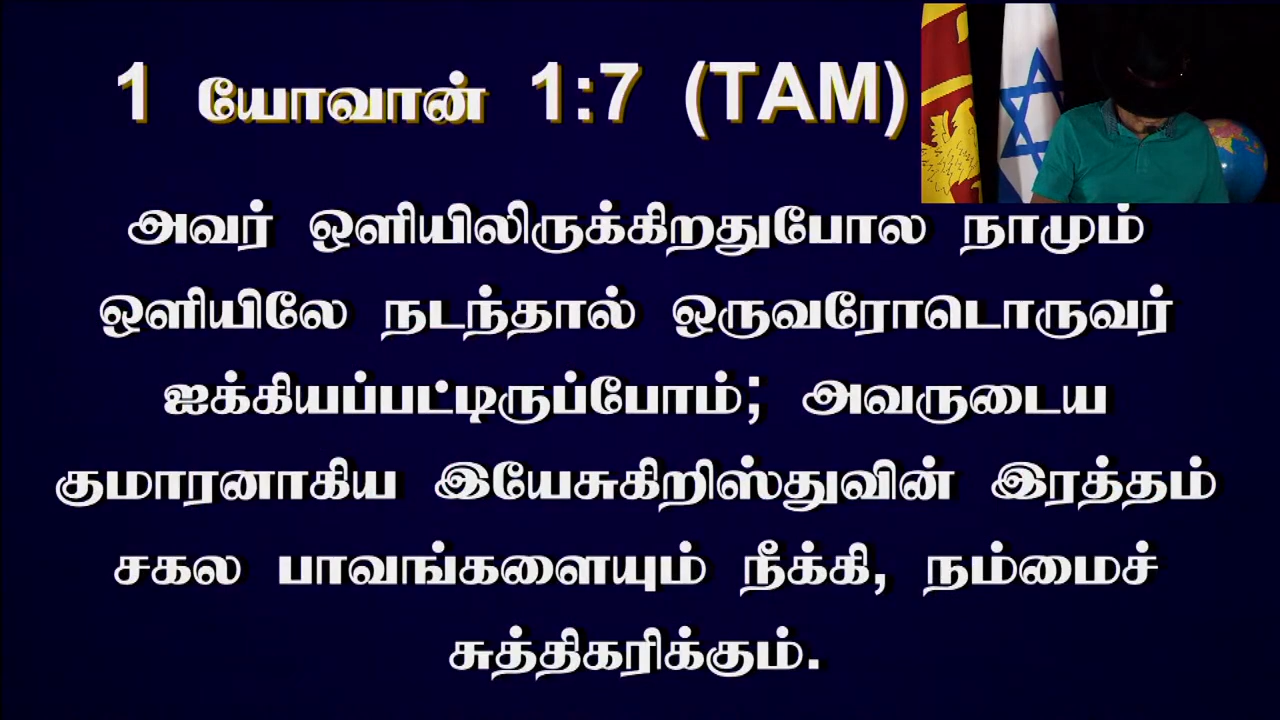 1 யோவான் 1:7 (TAM)
அவர் ஒளியிலிருக்கிறதுபோல நாமும்
ஒளியிலே நடந்தால் ஒருவரோடொருவர்
ஐக்கியப்பட்டிருப்போம்; அவருடைய
குமாரனாகிய இயேசுகிறிஸ்துவின் இரத்தம்
சகல பாவங்களையும் நீக்கி, நம்மைச்
சுத்திகரிக்கும்.